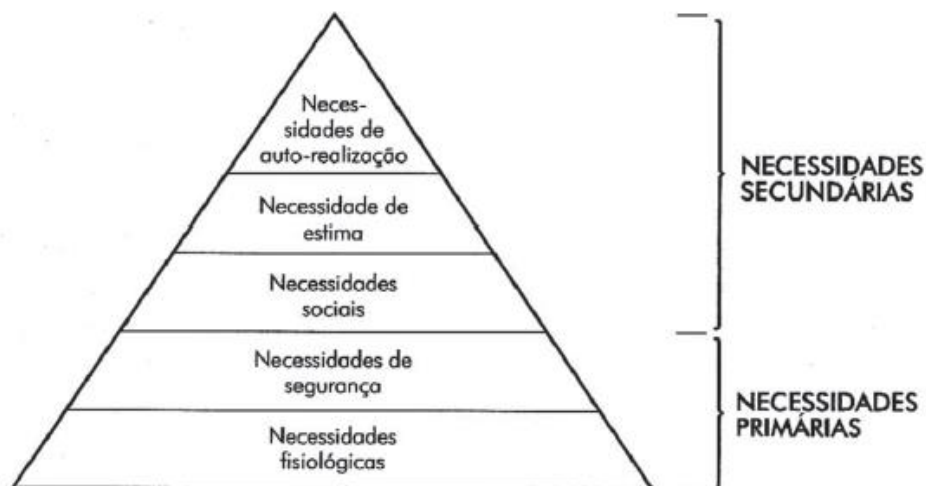 Neces-
sidades de
auto-realização
Necessidade de
estima
Necessidades
sociais
Necessidades de
segurança
Necessidades
fisiológicas
NECESSIDADES
SECUNDÁRIAS
NECESSIDADES
PRIMÁRIAS